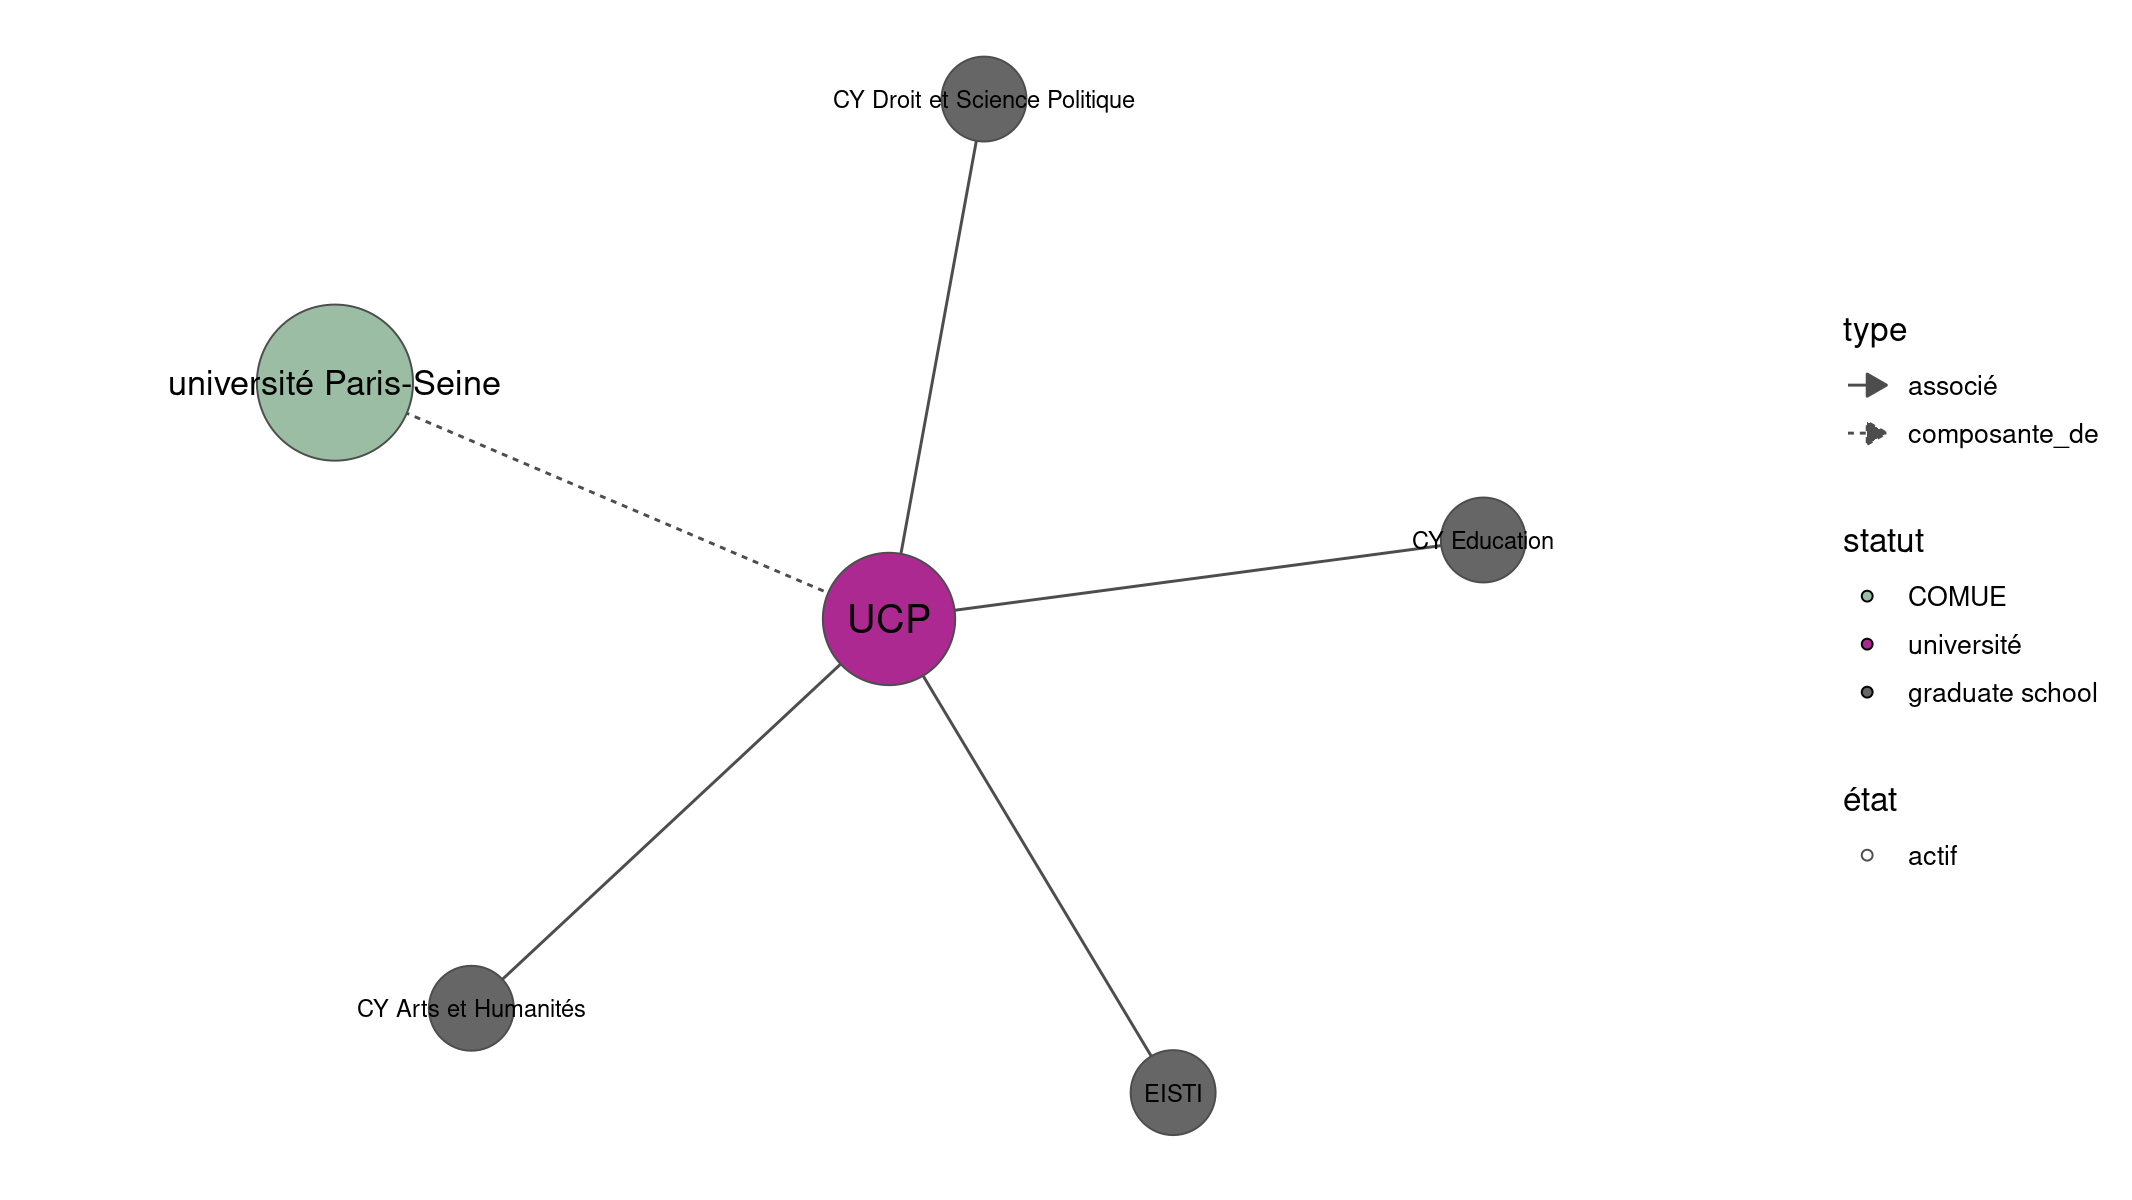 CY Droit et Science Politique
université Paris-Seine
CY Education
UCP
CY Arts et Humanités
EISTI
type
associé
composante_de
statut
COMUE
université
graduate school
état
actif